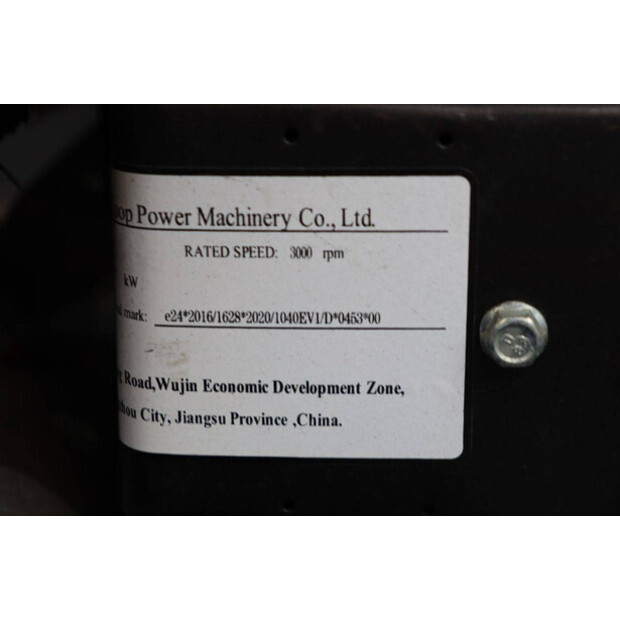 Power Machinery Co., Ltd.
RATED SPEED: 3000 rpm
kW
mark: e24*2016/1628*2020/1040EV1/D*0453*00
Road,Wujin Economic Development Zone,
City, Jiangsu Province ,China.